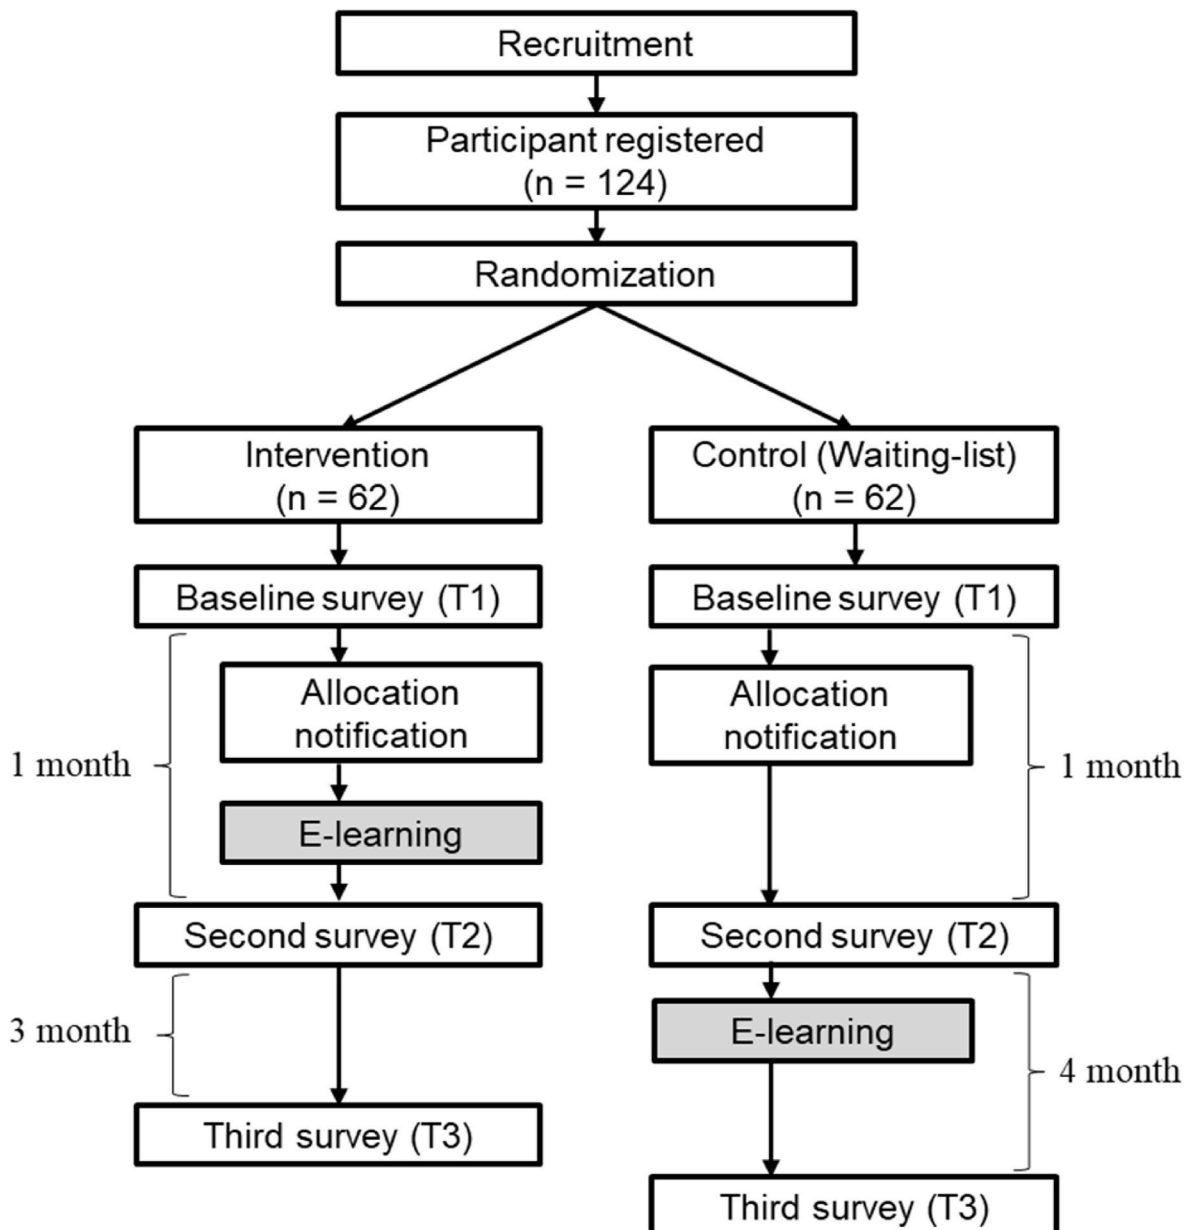 Recruitment
Participant registered
(n = 124)
Randomization
Intervention
(n = 62)
Control (Waiting-list)
(n = 62)
Baseline survey (T1)
Baseline survey (T1)
Allocation
notification
Allocation
notification
1 month
1 month
E-learning
Second survey (T2)
Second survey (T2)
3 month
E-learning
4 month
Third survey (T3)
Third survey (T3)